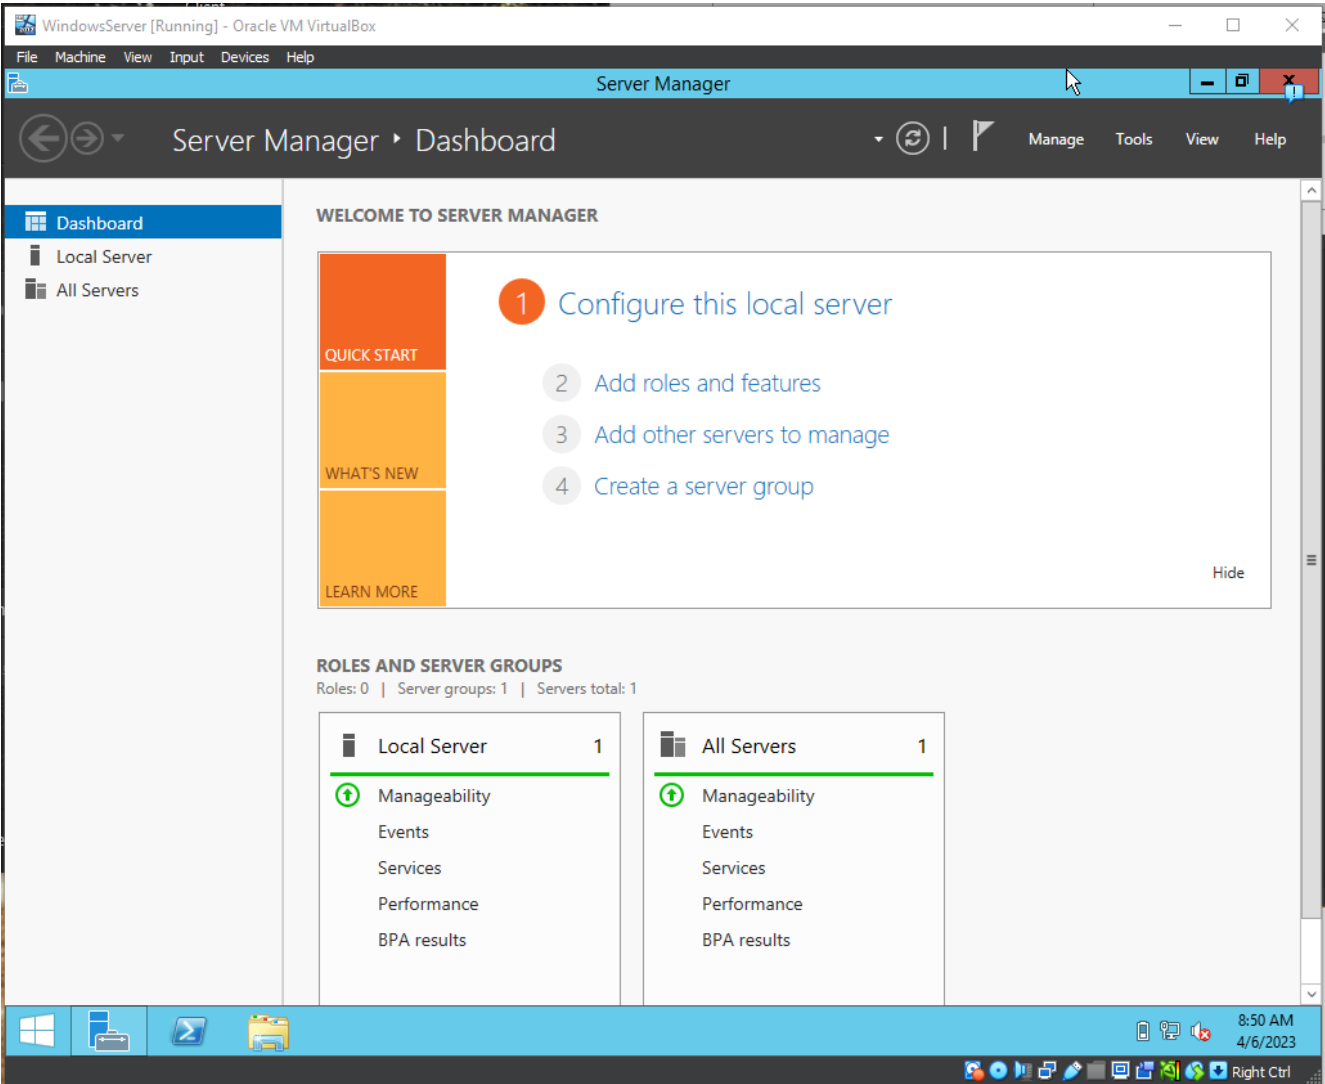 WindowsServer [Running] - Oracle VM VirtualBox
File Machine View Input Devices Help
Server Manager
Server Manager ‣ Dashboard
Manage Tools View Help
Dashboard
Local Server
All Servers
WELCOME TO SERVER MANAGER
QUICK START
WHAT'S NEW
LEARN MORE
1 Configure this local server
2 Add roles and features
3 Add other servers to manage
4 Create a server group
Hide
ROLES AND SERVER GROUPS
Roles: 0 | Server groups: 1 | Servers total: 1
Local Server 1
Manageability
Events
Services
Performance
BPA results
All Servers 1
Manageability
Events
Services
Performance
BPA results
8:50 AM
4/6/2023
Right Ctrl